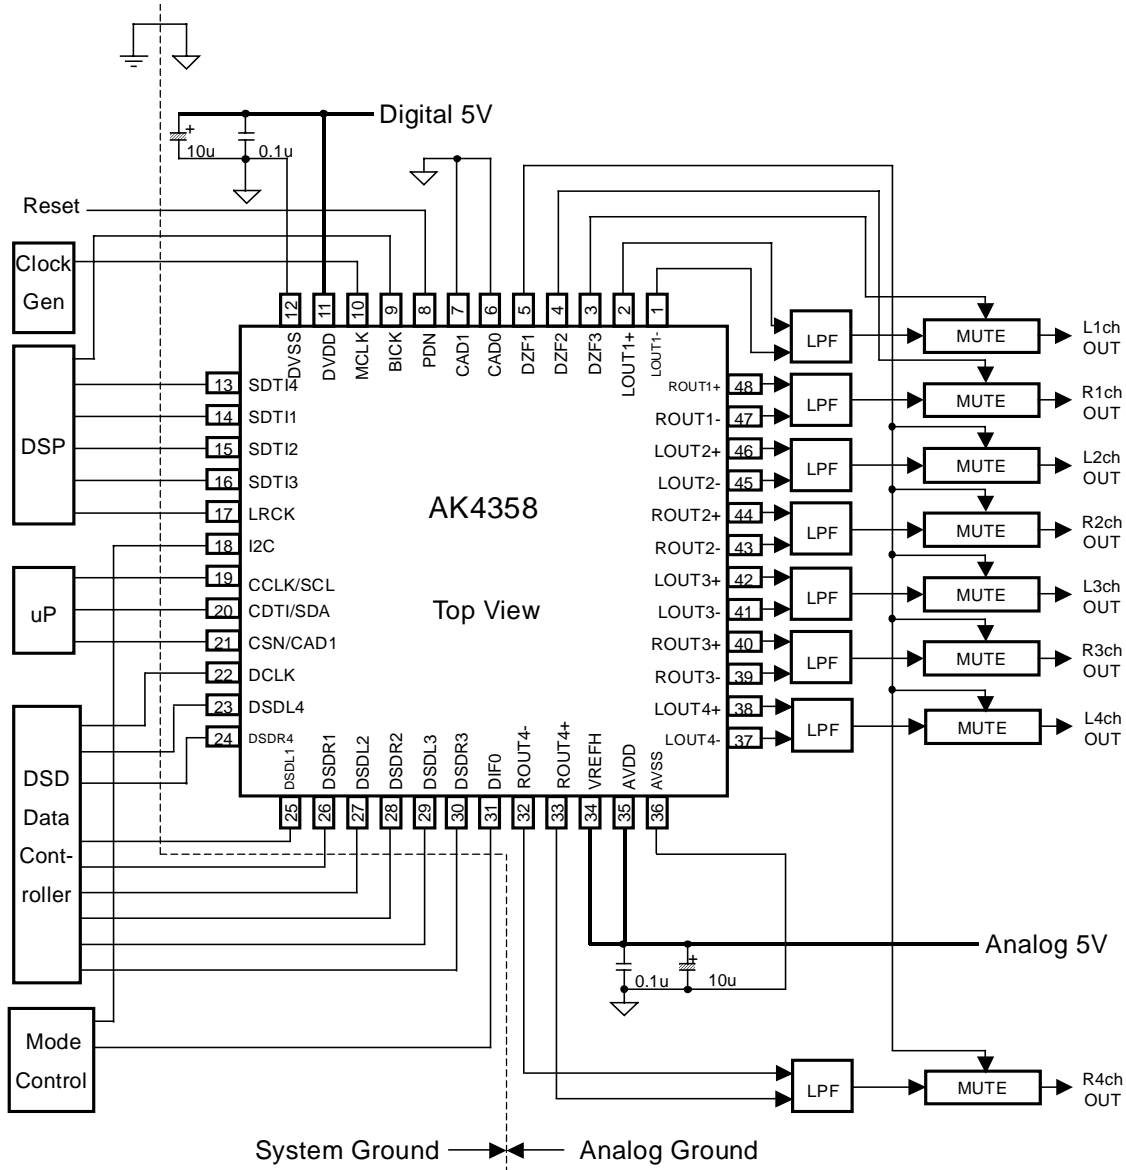 Digital 5V
10u
0.1u
Reset
Clock
Gen
12
11
10
9
8
7
6
5
4
3
2
1
DVSS
DVDD
MCLK
BICK
PDN
CAD1
CAD0
DZF1
DZF2
DZF3
LOUT1+
LOUT1-
LPF
MUTE
L1ch
OUT
DSP
13
SDTI4
ROUT1+
48
LPF
MUTE
R1ch
OUT
14
SDTI1
ROUT1-
47
15
SDTI2
LOUT2+
46
LPF
MUTE
L2ch
OUT
16
SDTI3
LOUT2-
45
17
LRCK
AK4358
ROUT2+
44
LPF
MUTE
R2ch
OUT
18
I2C
ROUT2-
43
uP
19
CCLK/SCL
LOUT3+
42
LPF
MUTE
L3ch
OUT
20
CDTI/SDA
Top View
LOUT3-
41
21
CSN/CAD1
ROUT3+
40
LPF
MUTE
R3ch
OUT
22
DCLK
ROUT3-
39
23
DSDL4
LOUT4+
38
LPF
MUTE
L4ch
OUT
24
DSDR4
LOUT4-
37
DSD
Data
Cont-
roller
DSDL1
DSDR1
DSDL2
DSDR2
DSDL3
DSDR3
DIF0
ROUT4-
ROUT4+
VREFH
AVDD
AVSS
25
26
27
28
29
30
31
32
33
34
35
36
Analog 5V
0.1u
10u
Mode
Control
LPF
MUTE
R4ch
OUT
System Ground
Analog Ground